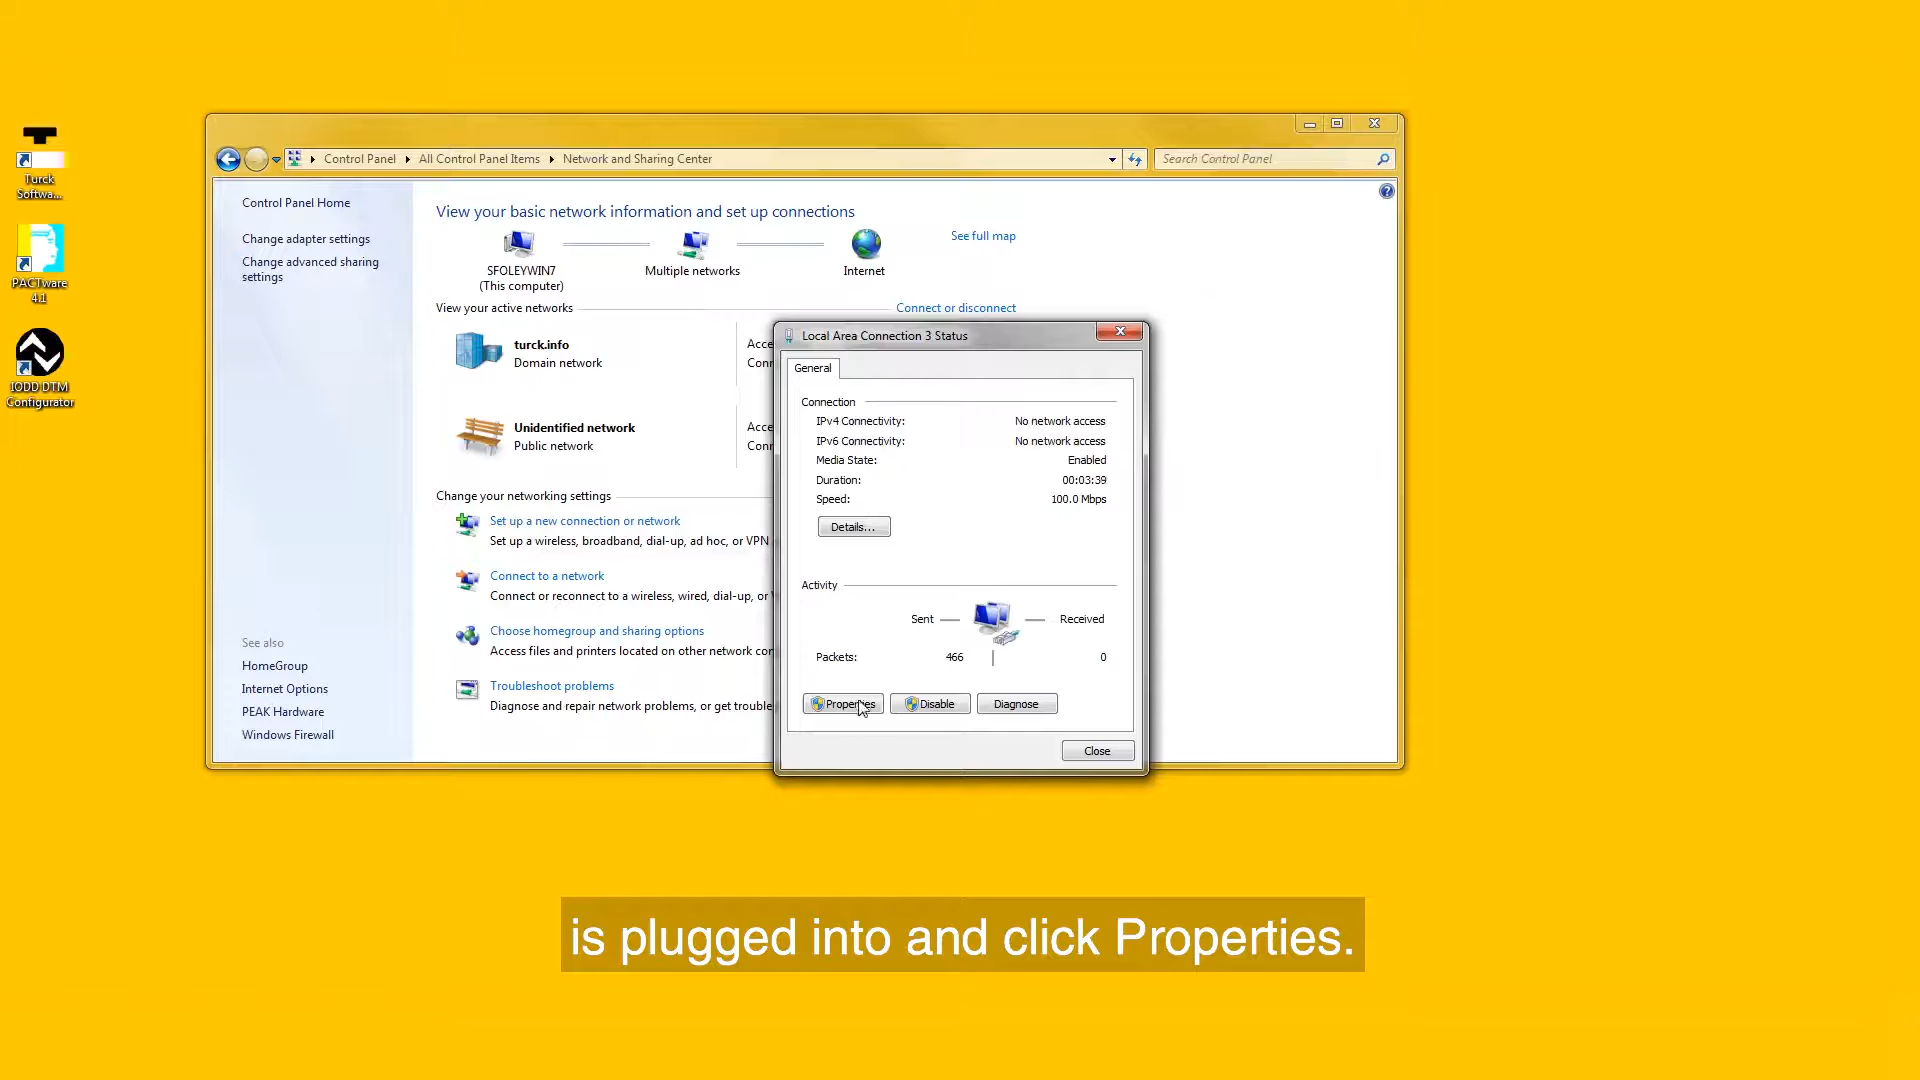 Turck
Softwa...
PACTware
4.1
IODD DTM
Configurator
Control Panel
All Control Panel Items
Network and Sharing Center
Search Control Panel
Control Panel Home
Change adapter settings
Change advanced sharing
settings
See also
HomeGroup
Internet Options
PEAK Hardware
Windows Firewall
View your basic network information and set up connections
SFOLEYWIN7
(This computer)
Multiple networks
Internet
See full map
View your active networks
Connect or disconnect
turck.info
Domain network
Acce
Conn
Unidentified network
Public network
Acce
Conn
Change your networking settings
Set up a new connection or network
Set up a wireless, broadband, dial-up, ad hoc, or VPN
Connect to a network
Connect or reconnect to a wireless, wired, dial-up, or
Choose homegroup and sharing options
Access files and printers located on other network con
Troubleshoot problems
Diagnose and repair network problems, or get trouble
Local Area Connection 3 Status
General
Connection
IPv4 Connectivity: No network access
IPv6 Connectivity: No network access
Media State: Enabled
Duration: 00:03:39
Speed: 100.0 Mbps
Details...
Activity
Sent Received
Packets: 466 0
Properties Disable Diagnose
Close
is plugged into and click Properties.